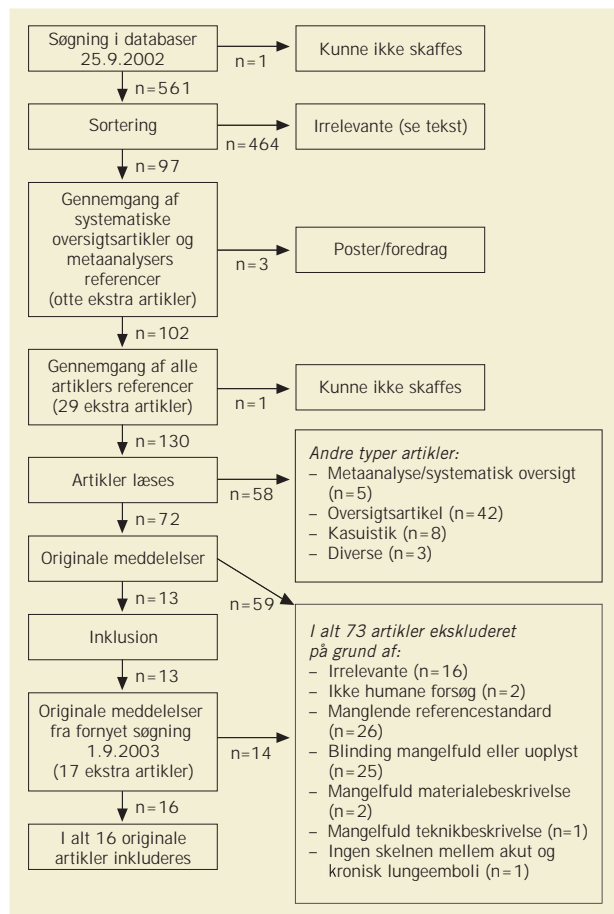 Søgning i databaser
25.9.2002
n=1
Kunne ikke skaffes
n=561
Sortering
n=464
Irrelevante (se tekst)
n=97
Gennemgang af
systematiske
oversigtsartikler og
metaanalysers
referencer
(otte ekstra artikler)
n=3
Poster/foredrag
n=102
Gennemgang af alle
artiklers referencer
(29 ekstra artikler)
n=1
Kunne ikke skaffes
n=130
Artikler læses
n=58
Andre typer artikler:
– Metaanalyse/systematisk oversigt
(n=5)
– Oversigtsartikel (n=42)
– Kasuistik (n=8)
– Diverse (n=3)
n=72
Originale meddelelser
n=59
n=13
Inklusion
n=13
Originale meddelelser
fra fornyet søgning
1.9.2003
(17 ekstra artikler)
n=14
I alt 73 artikler ekskluderet
på grund af:
– Irrelevante (n=16)
– Ikke humane forsøg (n=2)
– Manglende referencestandard
(n=26)
– Blinding mangelfuld eller uoplyst
(n=25)
– Mangelfuld materialebeskrivelse
(n=2)
– Mangelfuld teknikbeskrivelse (n=1)
– Ingen skelnen mellem akut og
kronisk lungeemboli (n=1)
n=16
I alt 16 originale
artikler inkluderes